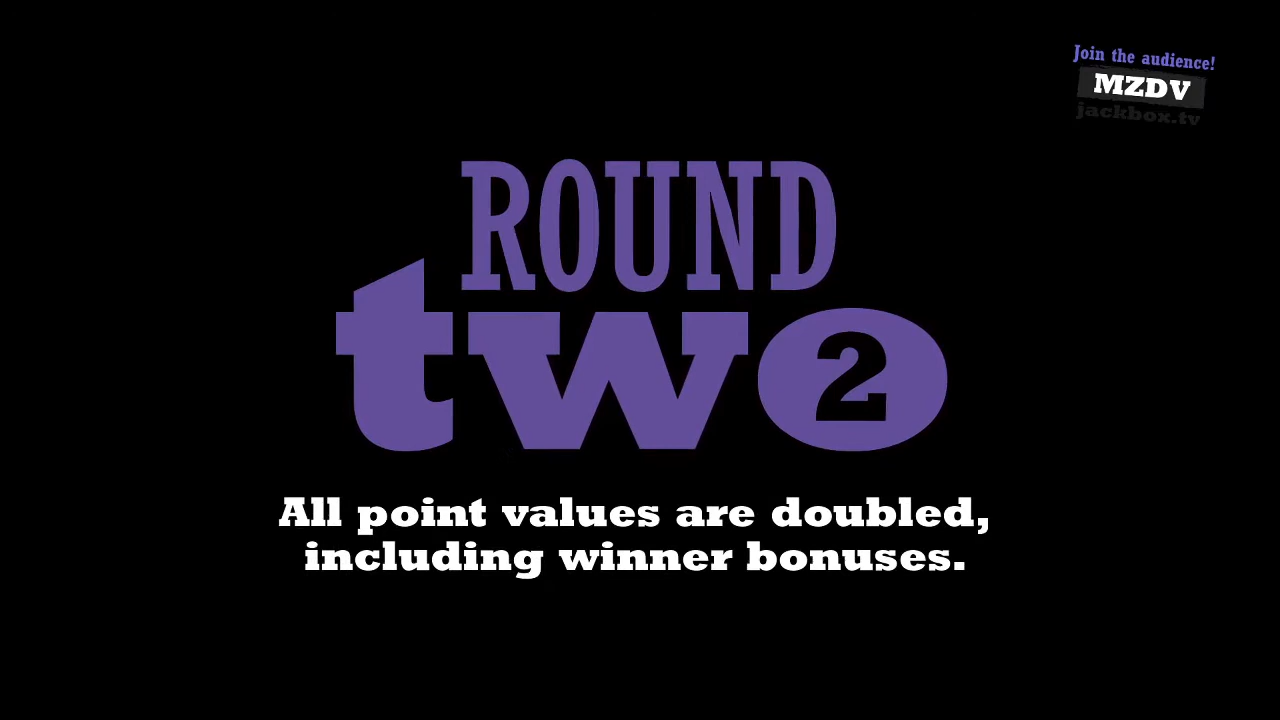 Join the audience!
MZDV
jackbox.tv
ROUND
two
2
All point values are doubled,
including winner bonuses.